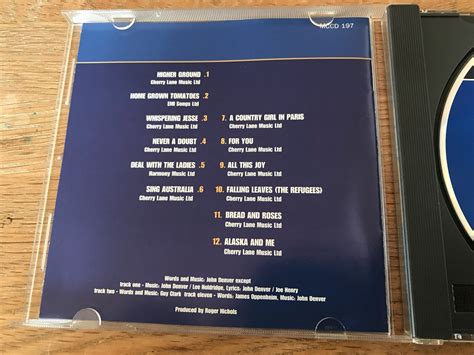 MCCD 197
HIGHER GROUND .1
Cherry Lane Music Ltd
HOME GROWN TOMATOES .2
EMI Songs Ltd
WHISPERING JESSE .3
Cherry Lane Music Ltd
NEVER A DOUBT .4
Cherry Lane Music Ltd
DEAL WITH THE LADIES .5
Harmony Music Ltd
SING AUSTRALIA .6
Cherry Lane Music Ltd
7. A COUNTRY GIRL IN PARIS
Cherry Lane Music Ltd
8. FOR YOU
Cherry Lane Music Ltd
9. ALL THIS JOY
Cherry Lane Music Ltd
10. FALLING LEAVES (THE REFUGEES)
Cherry Lane Music Ltd
11. BREAD AND ROSES
Cherry Lane Music Ltd
12. ALASKA AND ME
Cherry Lane Music Ltd
Words and Music: John Denver except
track one - Music: John Denver / Lee Holdridge, Lyrics: John Denver / Joe Henry
track two - Words and Music: Guy Clark track eleven - Words: James Oppenheim, Music: John Denver
Produced by Roger Nichols